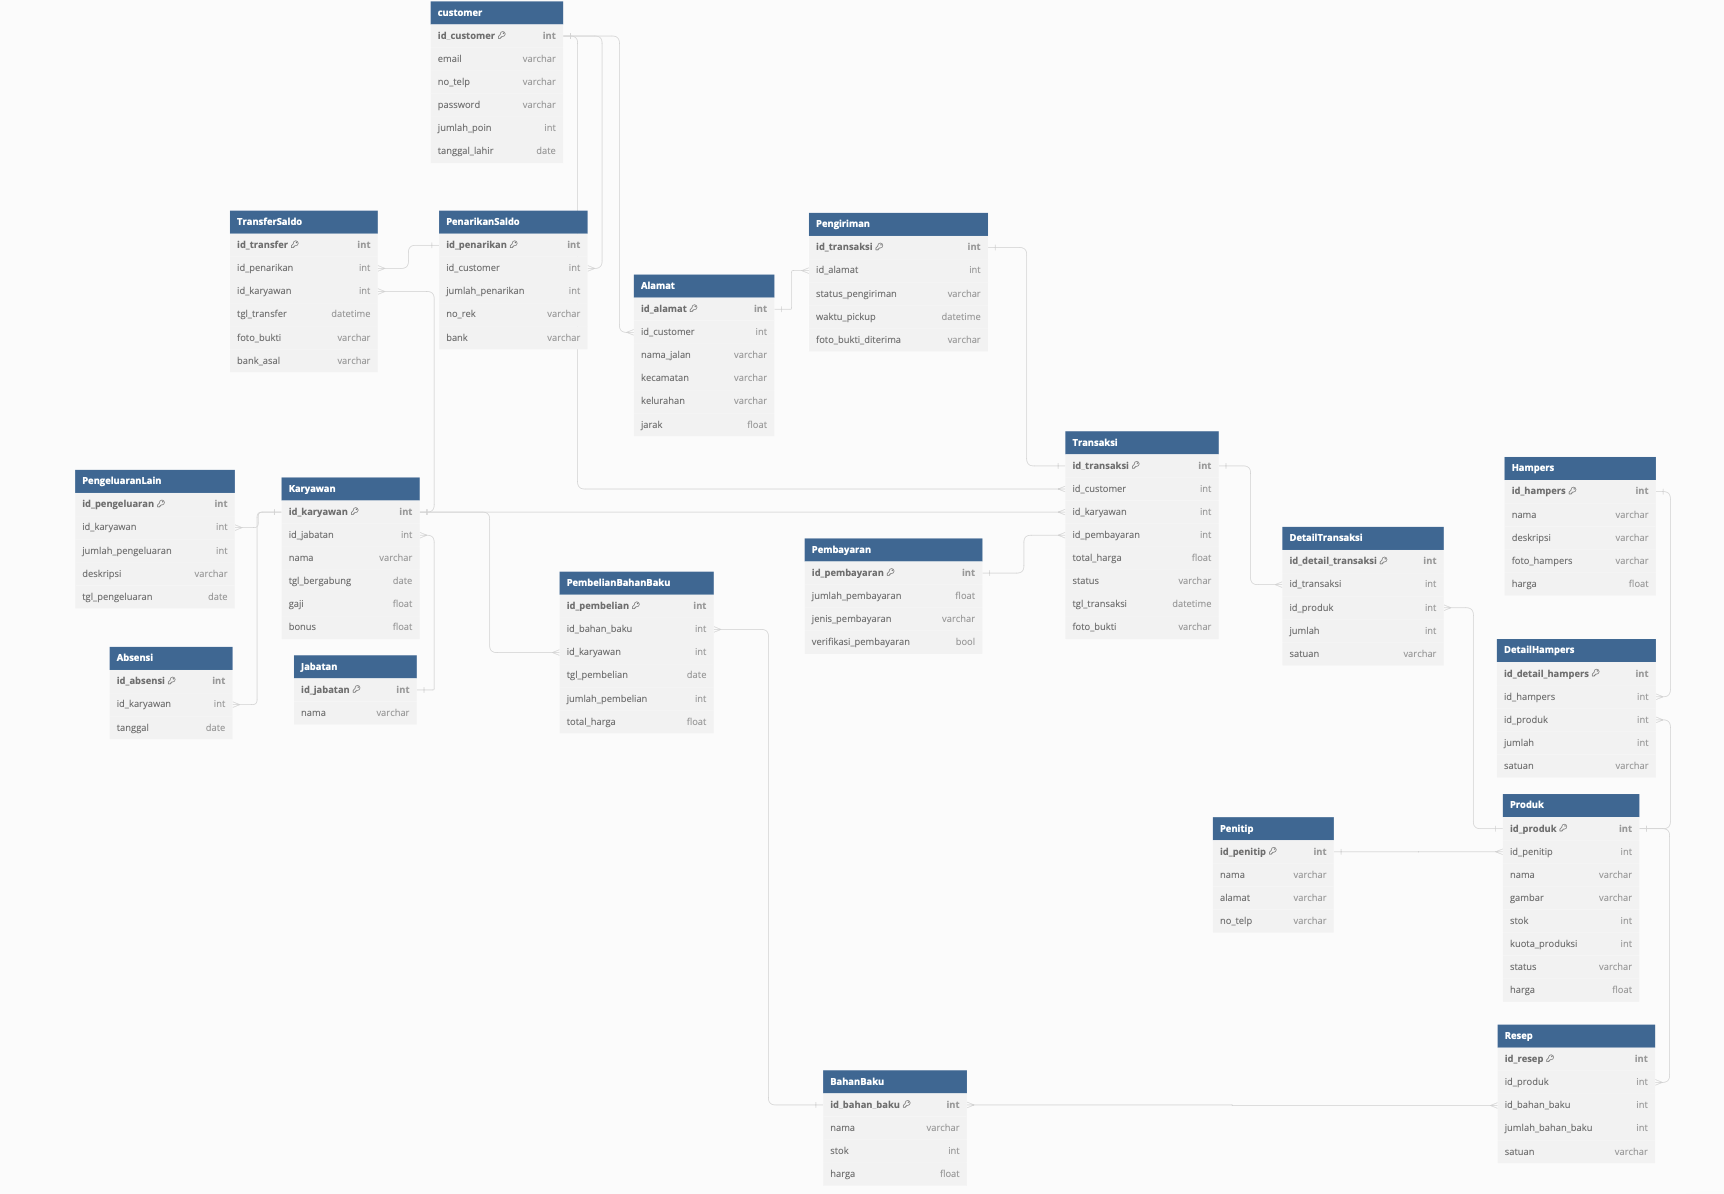 customer
id_customer int
email varchar
no_telp varchar
password varchar
jumlah_poin int
tanggal_lahir date
TransferSaldo
id_transfer int
id_penarikan int
id_karyawan int
tgl_transfer datetime
foto_bukti varchar
bank_asal varchar
PenarikanSaldo
id_penarikan int
id_customer int
jumlah_penarikan int
no_rek varchar
bank varchar
Alamat
id_alamat int
id_customer int
nama_jalan varchar
kecamatan varchar
kelurahan varchar
jarak float
Pengiriman
id_transaksi int
id_alamat int
status_pengiriman varchar
waktu_pickup datetime
foto_bukti_diterima varchar
PengeluaranLain
id_pengeluaran int
id_karyawan int
jumlah_pengeluaran int
deskripsi varchar
tgl_pengeluaran date
Karyawan
id_karyawan int
id_jabatan int
nama varchar
tgl_bergabung date
gaji float
bonus float
Absensi
id_absensi int
id_karyawan int
tanggal date
Jabatan
id_jabatan int
nama varchar
PembelianBahanBaku
id_pembelian int
id_bahan_baku int
id_karyawan int
tgl_pembelian date
jumlah_pembelian int
total_harga float
Pembayaran
id_pembayaran int
jumlah_pembayaran float
jenis_pembayaran varchar
verifikasi_pembayaran bool
Transaksi
id_transaksi int
id_customer int
id_karyawan int
id_pembayaran int
total_harga float
status varchar
tgl_transaksi datetime
foto_bukti varchar
DetailTransaksi
id_detail_transaksi int
id_transaksi int
id_produk int
jumlah int
satuan varchar
Hampers
id_hampers int
nama varchar
deskripsi varchar
foto_hampers varchar
harga float
DetailHampers
id_detail_hampers int
id_hampers int
id_produk int
jumlah int
satuan varchar
Penitip
id_penitip int
nama varchar
alamat varchar
no_telp varchar
Produk
id_produk int
id_penitip int
nama varchar
gambar varchar
stok int
kuota_produksi int
status varchar
harga float
BahanBaku
id_bahan_baku int
nama varchar
stok int
harga float
Resep
id_resep int
id_produk int
id_bahan_baku int
jumlah_bahan_baku int
satuan varchar